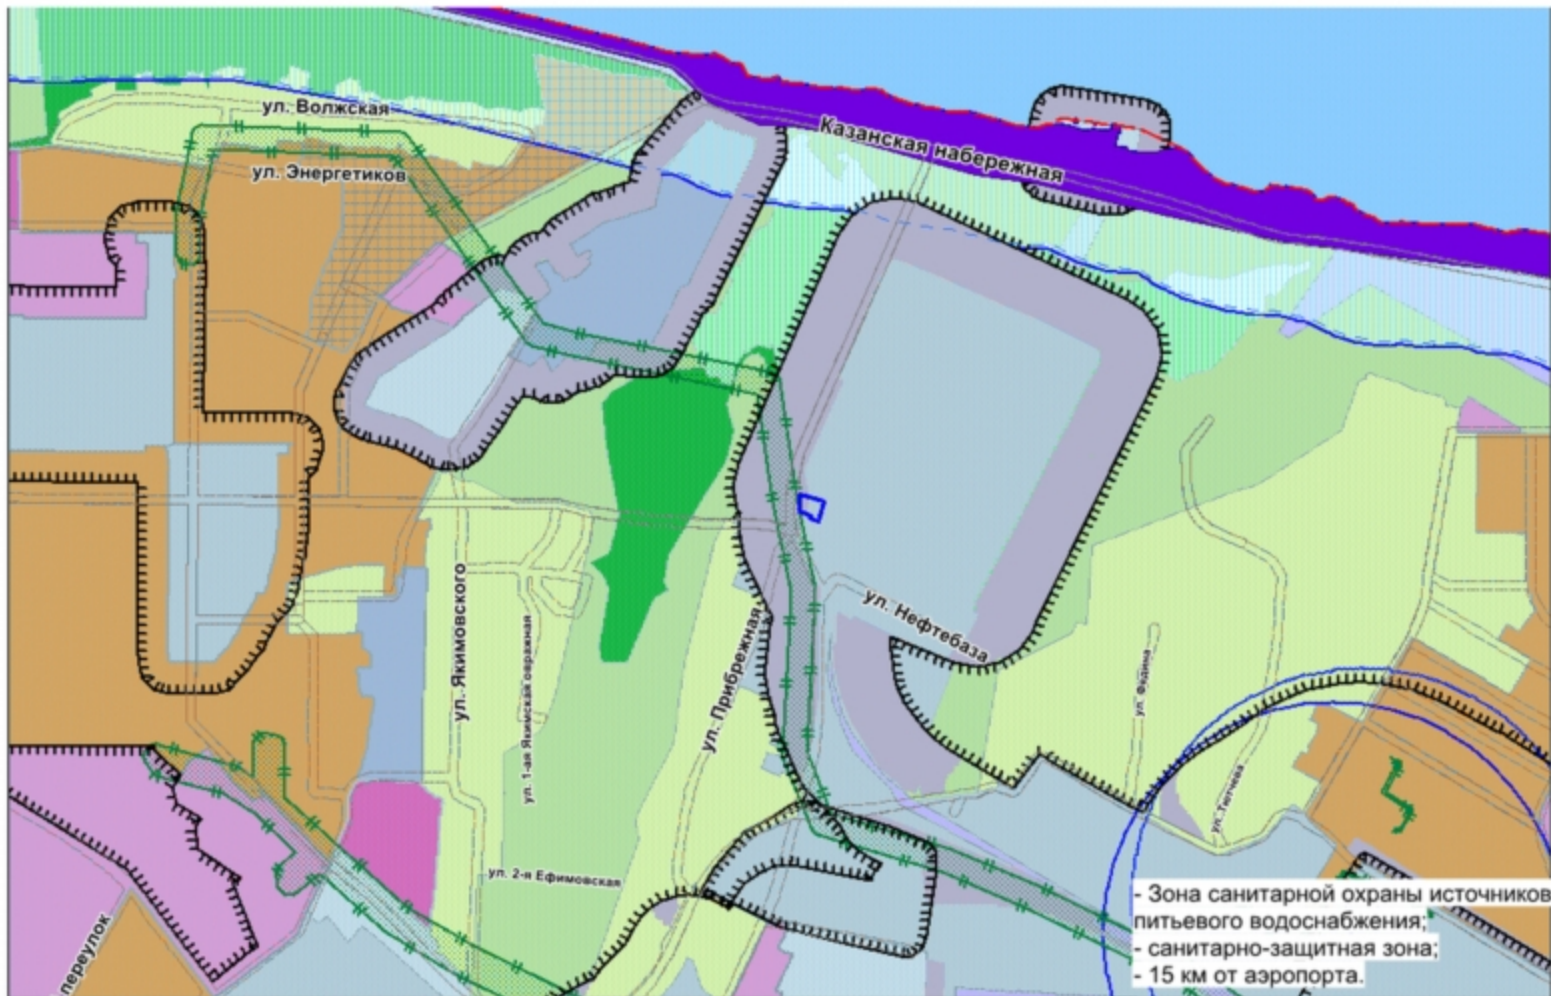 ул. Волжская
Казанская набережная
ул. Энергетиков
ул. Якимовского
ул. 1-ая Якимская овражная
ул. Прибрежная
ул. Нефтебаза
ул. Федина
ул. Тютчева
ул. 2-я Ефимовская
переулок
- Зона санитарной охраны источников
питьевого водоснабжения;
- санитарно-защитная зона;
- 15 км от аэропорта.